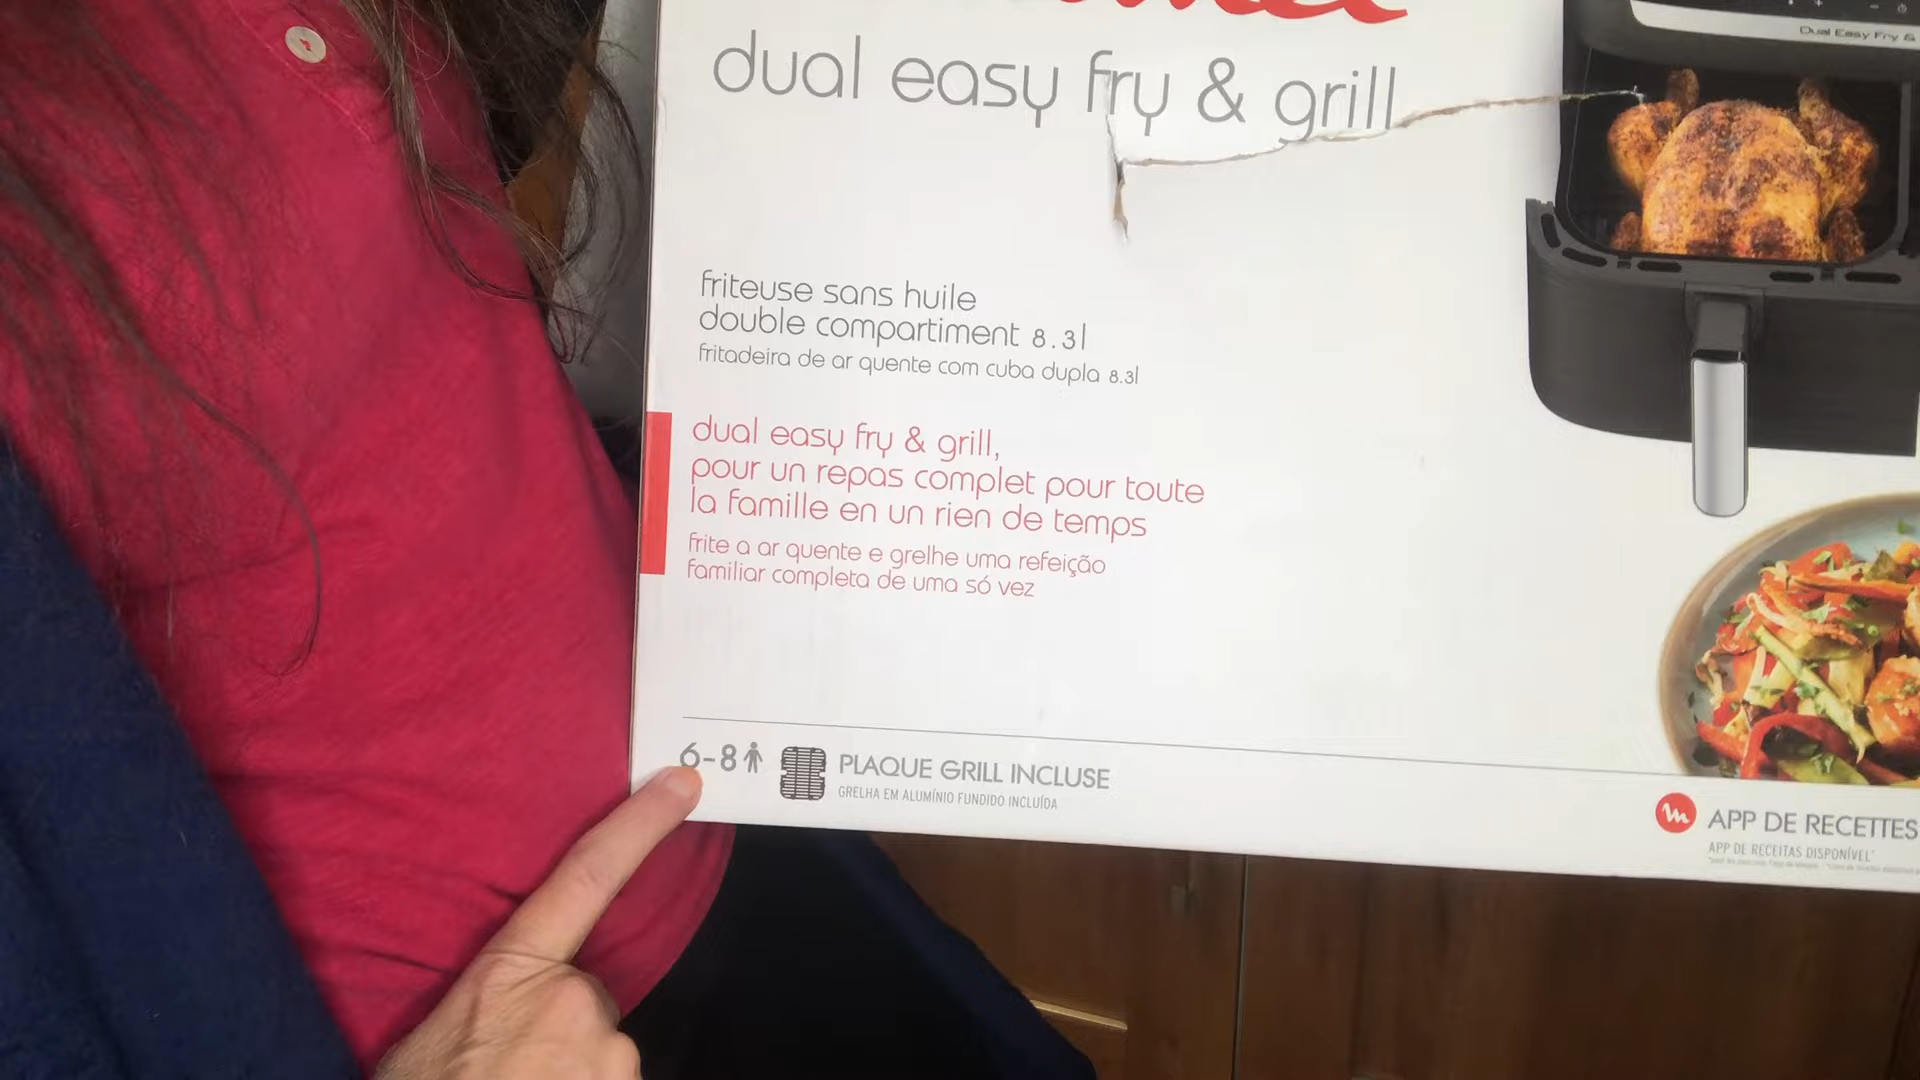 dual easy fry & grill
Dual Easy Fry &
friteuse sans huile
double compartiment 8.3l
fritadeira de ar quente com cuba dupla 8.3l
dual easy fry & grill,
pour un repas complet pour toute
la famille en un rien de temps
frite a ar quente e grelhe uma refeição
familiar completa de uma só vez
6-8
PLAQUE GRILL INCLUSE
GRELHA EM ALUMÍNIO FUNDIDO INCLUÍDA
APP DE RECETTES
APP DE RECEITAS DISPONÍVEL*